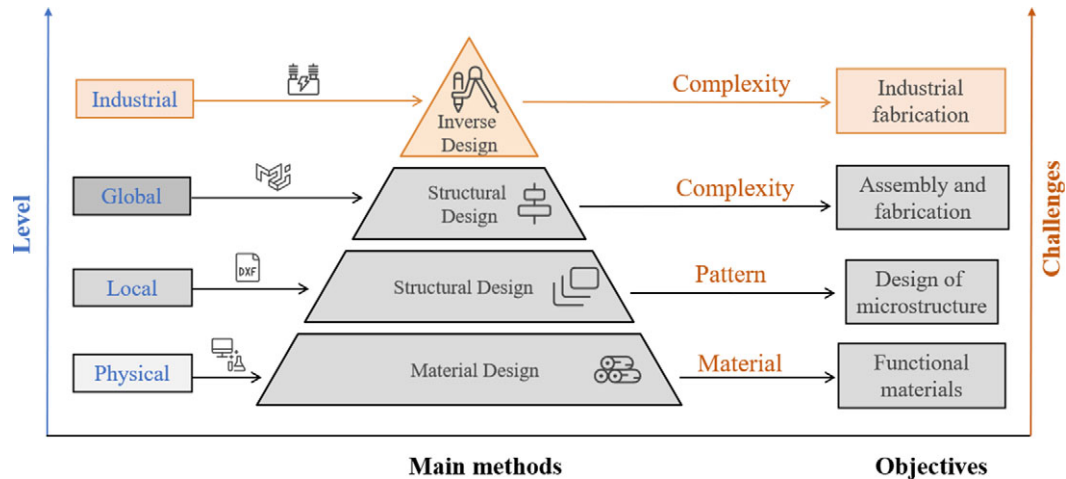 Industrial
Inverse
Design
Complexity
Industrial
fabrication
Global
Structural
Design
Complexity
Assembly and
fabrication
Local
DXF
Structural Design
Pattern
Design of
microstructure
Physical
Material Design
Material
Functional
materials
Level
Challenges
Main methods
Objectives